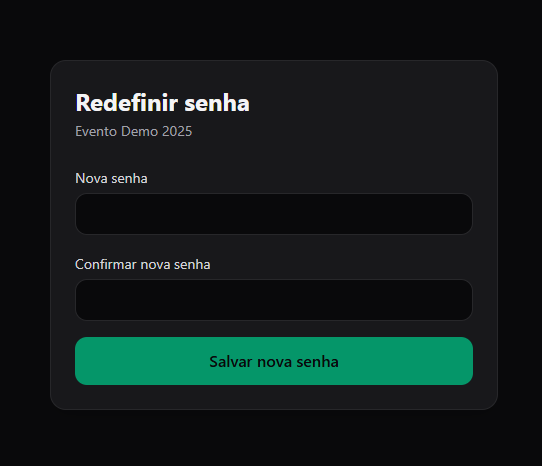 Redefinir senha
Evento Demo 2025
Nova senha
Confirmar nova senha
Salvar nova senha